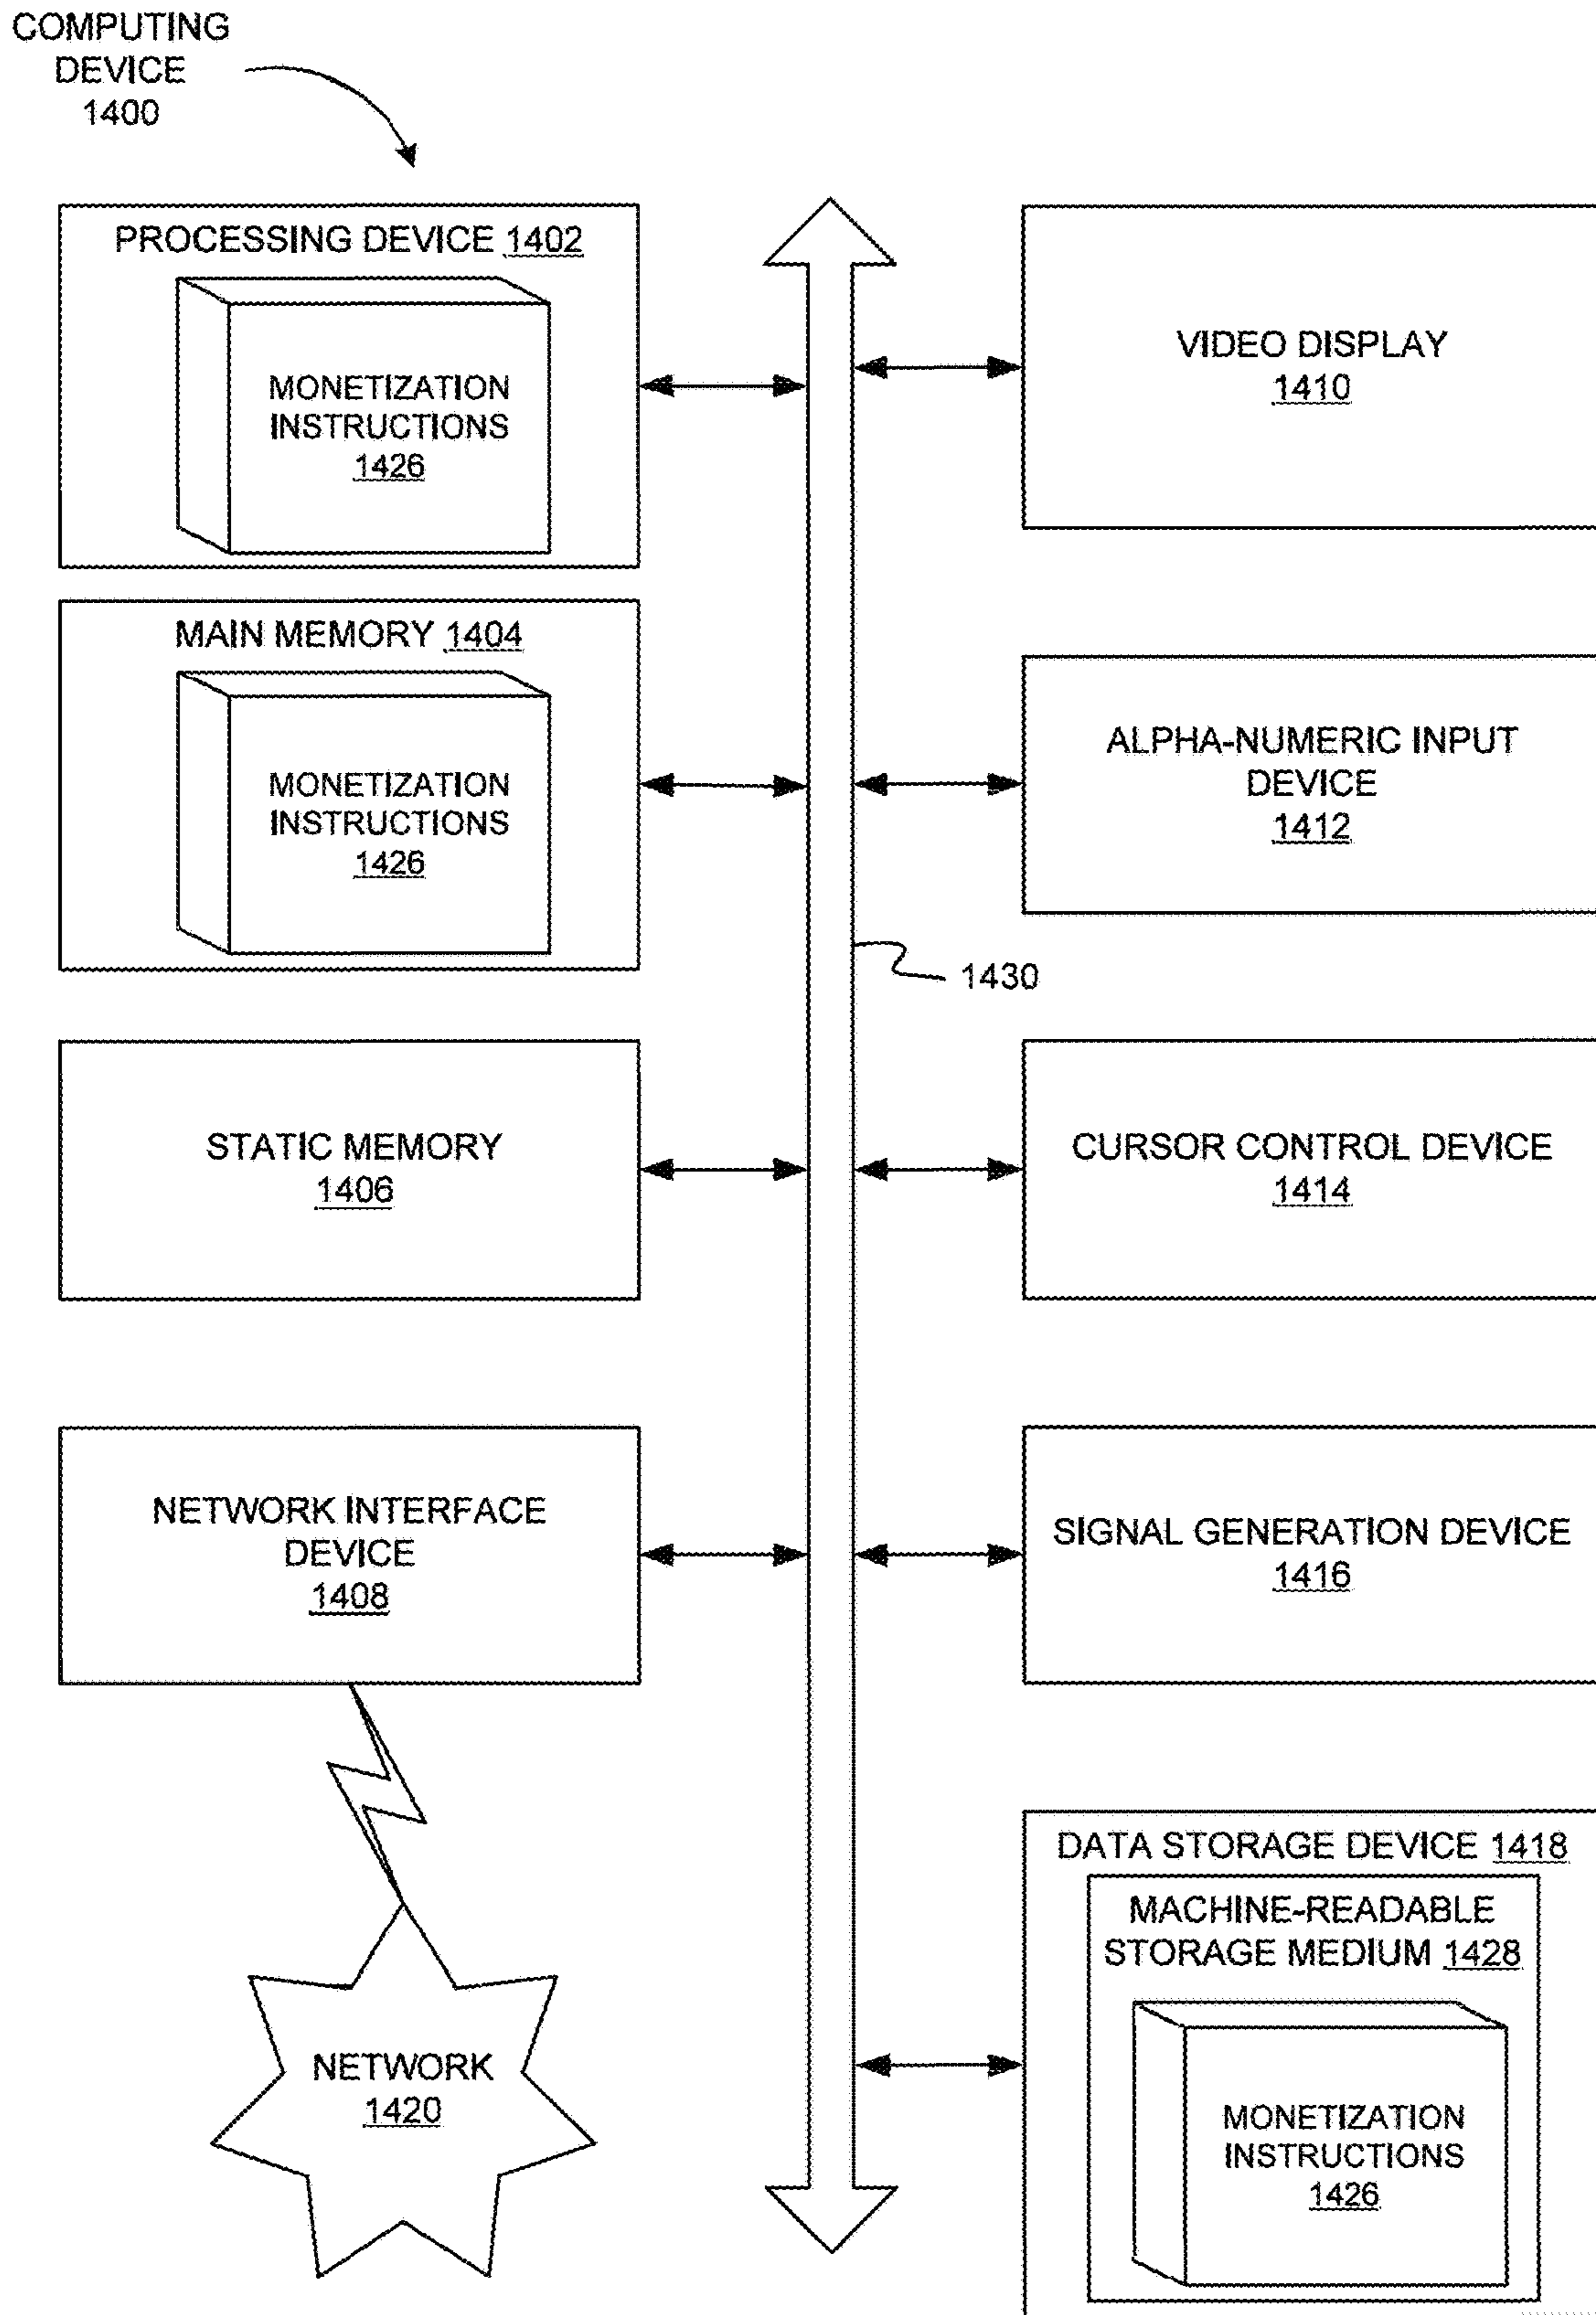 COMPUTING
DEVICE
1400
PROCESSING DEVICE 1402
MONETIZATION
INSTRUCTIONS
1426
MAIN MEMORY 1404
MONETIZATION
INSTRUCTIONS
1426
STATIC MEMORY
1406
NETWORK INTERFACE
DEVICE
1408
NETWORK
1420
1430
VIDEO DISPLAY
1410
ALPHA-NUMERIC INPUT
DEVICE
1412
CURSOR CONTROL DEVICE
1414
SIGNAL GENERATION DEVICE
1416
DATA STORAGE DEVICE 1418
MACHINE-READABLE
STORAGE MEDIUM 1428
MONETIZATION
INSTRUCTIONS
1426